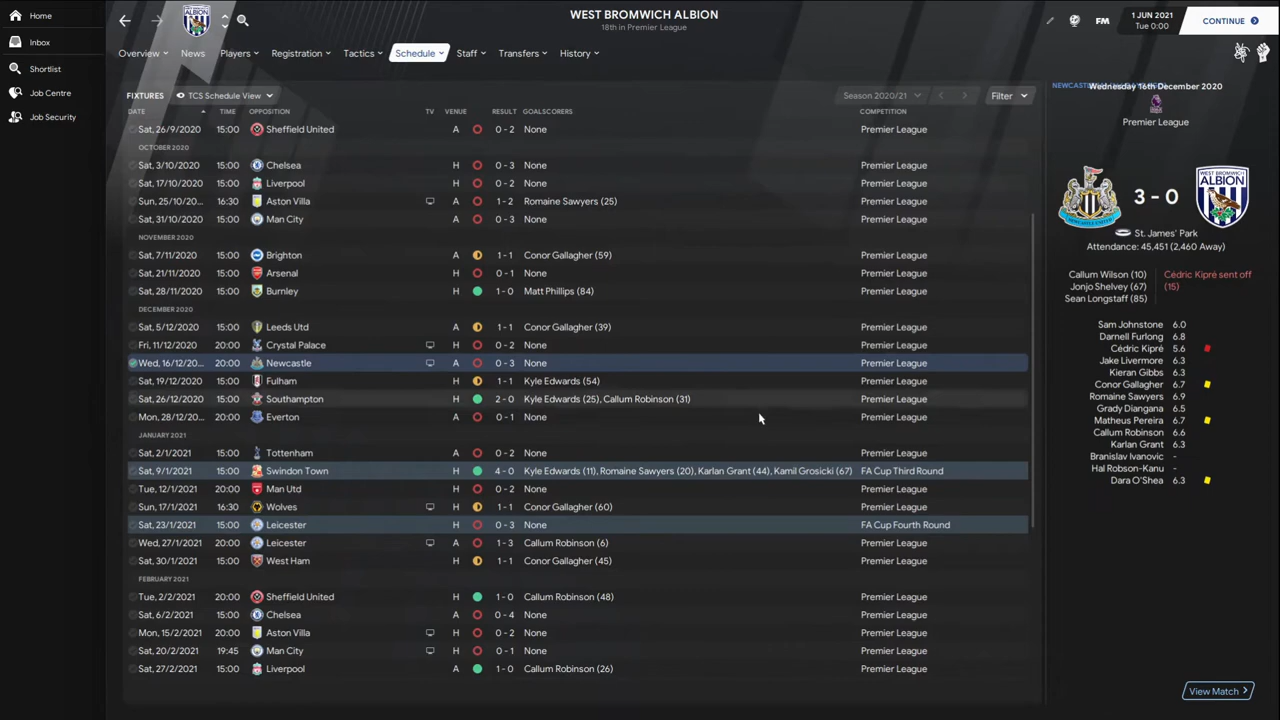 Home
Inbox
Shortlist
Job Centre
Job Security
WEST BROMWICH ALBION
18th in Premier League
FM
1 JUN 2021
Tue 0:00
CONTINUE
Overview News Players Registration Tactics Schedule Staff Transfers History
FIXTURES TCS Schedule View Season 2020/21 Filter
DATE TIME OPPOSITION TV VENUE RESULT GOALSCORERS COMPETITION
Sat, 26/9/2020 15:00 Sheffield United A 0 - 2 None Premier League
OCTOBER 2020
Sat, 3/10/2020 15:00 Chelsea H 0 - 3 None Premier League
Sat, 17/10/2020 15:00 Liverpool H 0 - 2 None Premier League
Sun, 25/10/20... 16:30 Aston Villa A 1 - 2 Romaine Sawyers (25) Premier League
Sat, 31/10/2020 15:00 Man City A 0 - 3 None Premier League
NOVEMBER 2020
Sat, 7/11/2020 15:00 Brighton A 1 - 1 Conor Gallagher (59) Premier League
Sat, 21/11/2020 15:00 Arsenal H 0 - 1 None Premier League
Sat, 28/11/2020 15:00 Burnley H 1 - 0 Matt Phillips (84) Premier League
DECEMBER 2020
Sat, 5/12/2020 15:00 Leeds Utd A 1 - 1 Conor Gallagher (39) Premier League
Fri, 11/12/2020 20:00 Crystal Palace H 0 - 2 None Premier League
Wed, 16/12/20... 20:00 Newcastle A 0 - 3 None Premier League
Sat, 19/12/2020 15:00 Fulham H 1 - 1 Kyle Edwards (54) Premier League
Sat, 26/12/2020 15:00 Southampton H 2 - 0 Kyle Edwards (25), Callum Robinson (31) Premier League
Mon, 28/12/20... 20:00 Everton A 0 - 1 None Premier League
JANUARY 2021
Sat, 2/1/2021 15:00 Tottenham A 0 - 2 None Premier League
Sat, 9/1/2021 15:00 Swindon Town H 4 - 0 Kyle Edwards (11), Romaine Sawyers (20), Karlan Grant (44), Kamil Grosicki (67) FA Cup Third Round
Tue, 12/1/2021 20:00 Man Utd H 0 - 2 None Premier League
Sun, 17/1/2021 16:30 Wolves H 1 - 1 Conor Gallagher (60) Premier League
Sat, 23/1/2021 15:00 Leicester H 0 - 3 None FA Cup Fourth Round
Wed, 27/1/2021 20:00 Leicester A 1 - 3 Callum Robinson (6) Premier League
Sat, 30/1/2021 15:00 West Ham H 1 - 1 Conor Gallagher (45) Premier League
FEBRUARY 2021
Tue, 2/2/2021 20:00 Sheffield United H 1 - 0 Callum Robinson (48) Premier League
Sat, 6/2/2021 15:00 Chelsea A 0 - 4 None Premier League
Mon, 15/2/2021 20:00 Aston Villa H 0 - 2 None Premier League
Sat, 20/2/2021 19:45 Man City H 0 - 1 None Premier League
Sat, 27/2/2021 15:00 Liverpool A 1 - 0 Callum Robinson (26) Premier League
Wednesday 16th December 2020
Premier League
NEWCASTLE UNITED
3 - 0
WEST BROMWICH
ALBION
St. James' Park
Attendance: 45,451 (2,460 Away)
Callum Wilson (10)
Jonjo Shelvey (67)
Sean Longstaff (85)
Cédric Kipré sent off
(15)
Sam Johnstone 6.0
Darnell Furlong 6.8
Cédric Kipré 5.6
Jake Livermore 6.3
Kieran Gibbs 6.3
Conor Gallagher 6.7
Romaine Sawyers 6.9
Grady Diangana 6.5
Matheus Pereira 6.7
Callum Robinson 6.6
Karlan Grant 6.3
Branislav Ivanovic -
Hal Robson-Kanu -
Dara O'Shea 6.3
View Match